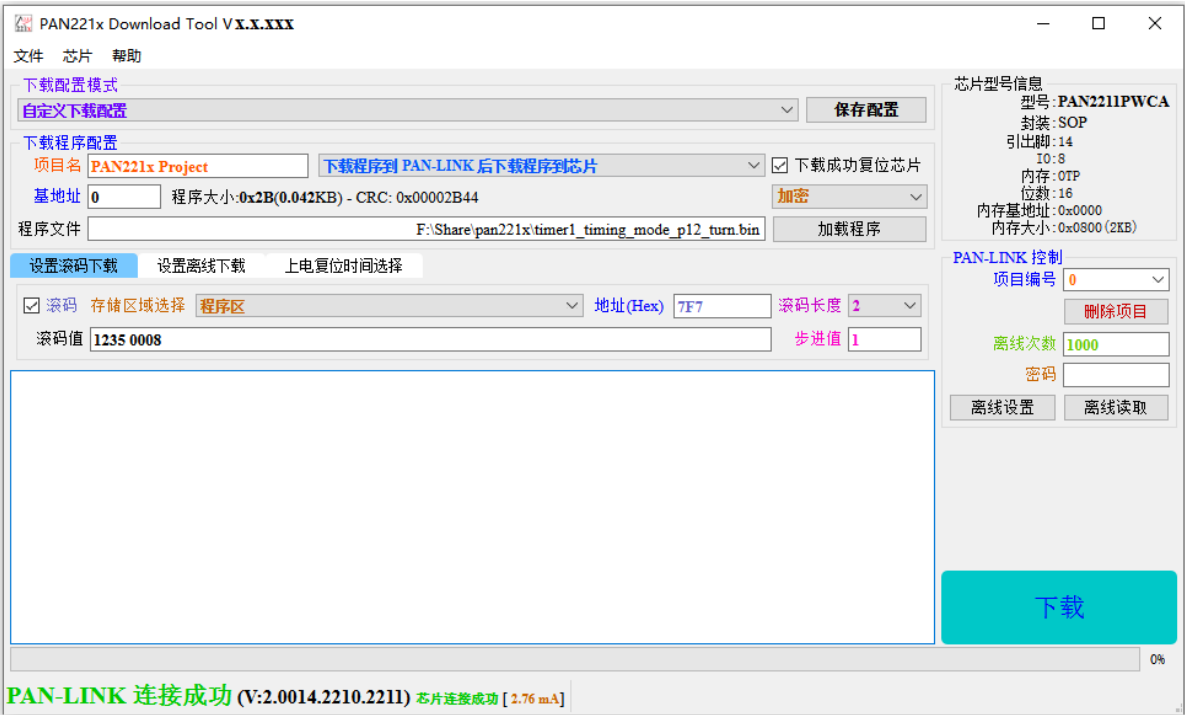 PAN221x Download Tool V x.x.xxx
文件 芯片 帮助
下载配置模式
自定义下载配置 保存配置
下载程序配置
项目名 PAN221x Project 下载程序到 PAN-LINK 后下载程序到芯片 下载成功复位芯片
基地址 0 程序大小:0x2B(0.042KB) - CRC: 0x00002B44 加密
程序文件 F:\Share\pan221x\timer1_timing_mode_p12_turn.bin 加载程序
设置滚码下载 设置离线下载 上电复位时间选择
滚码 存储区域选择 程序区 地址(Hex) 7F7 滚码长度 2
滚码值 1235 0008 步进值 1
芯片型号信息
型号:PAN2211PWCA
封装:SOP
引出脚:14
IO:8
内存:OTP
位数:16
内存基地址:0x0000
内存大小:0x0800(2KB)
PAN-LINK 控制
项目编号 0
删除项目
离线次数 1000
密码
离线设置 离线读取
下载
0%
PAN-LINK 连接成功 (V:2.0014.2210.2211) 芯片连接成功 [ 2.76 mA]